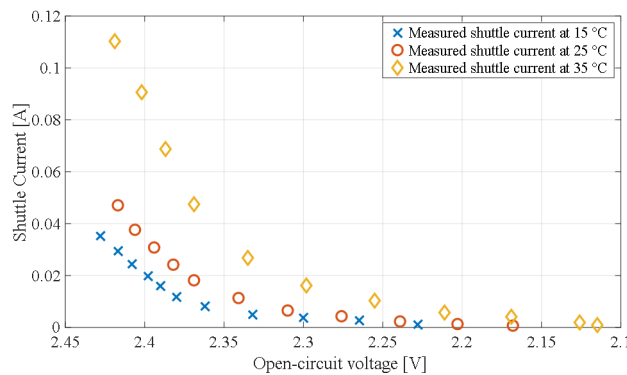 0.12
0.1
0.08
0.06
0.04
0.02
0
Shuttle Current [A]
Measured shuttle current at 15 °C
Measured shuttle current at 25 °C
Measured shuttle current at 35 °C
2.45 2.4 2.35 2.3 2.25 2.2 2.15 2.1
Open-circuit voltage [V]